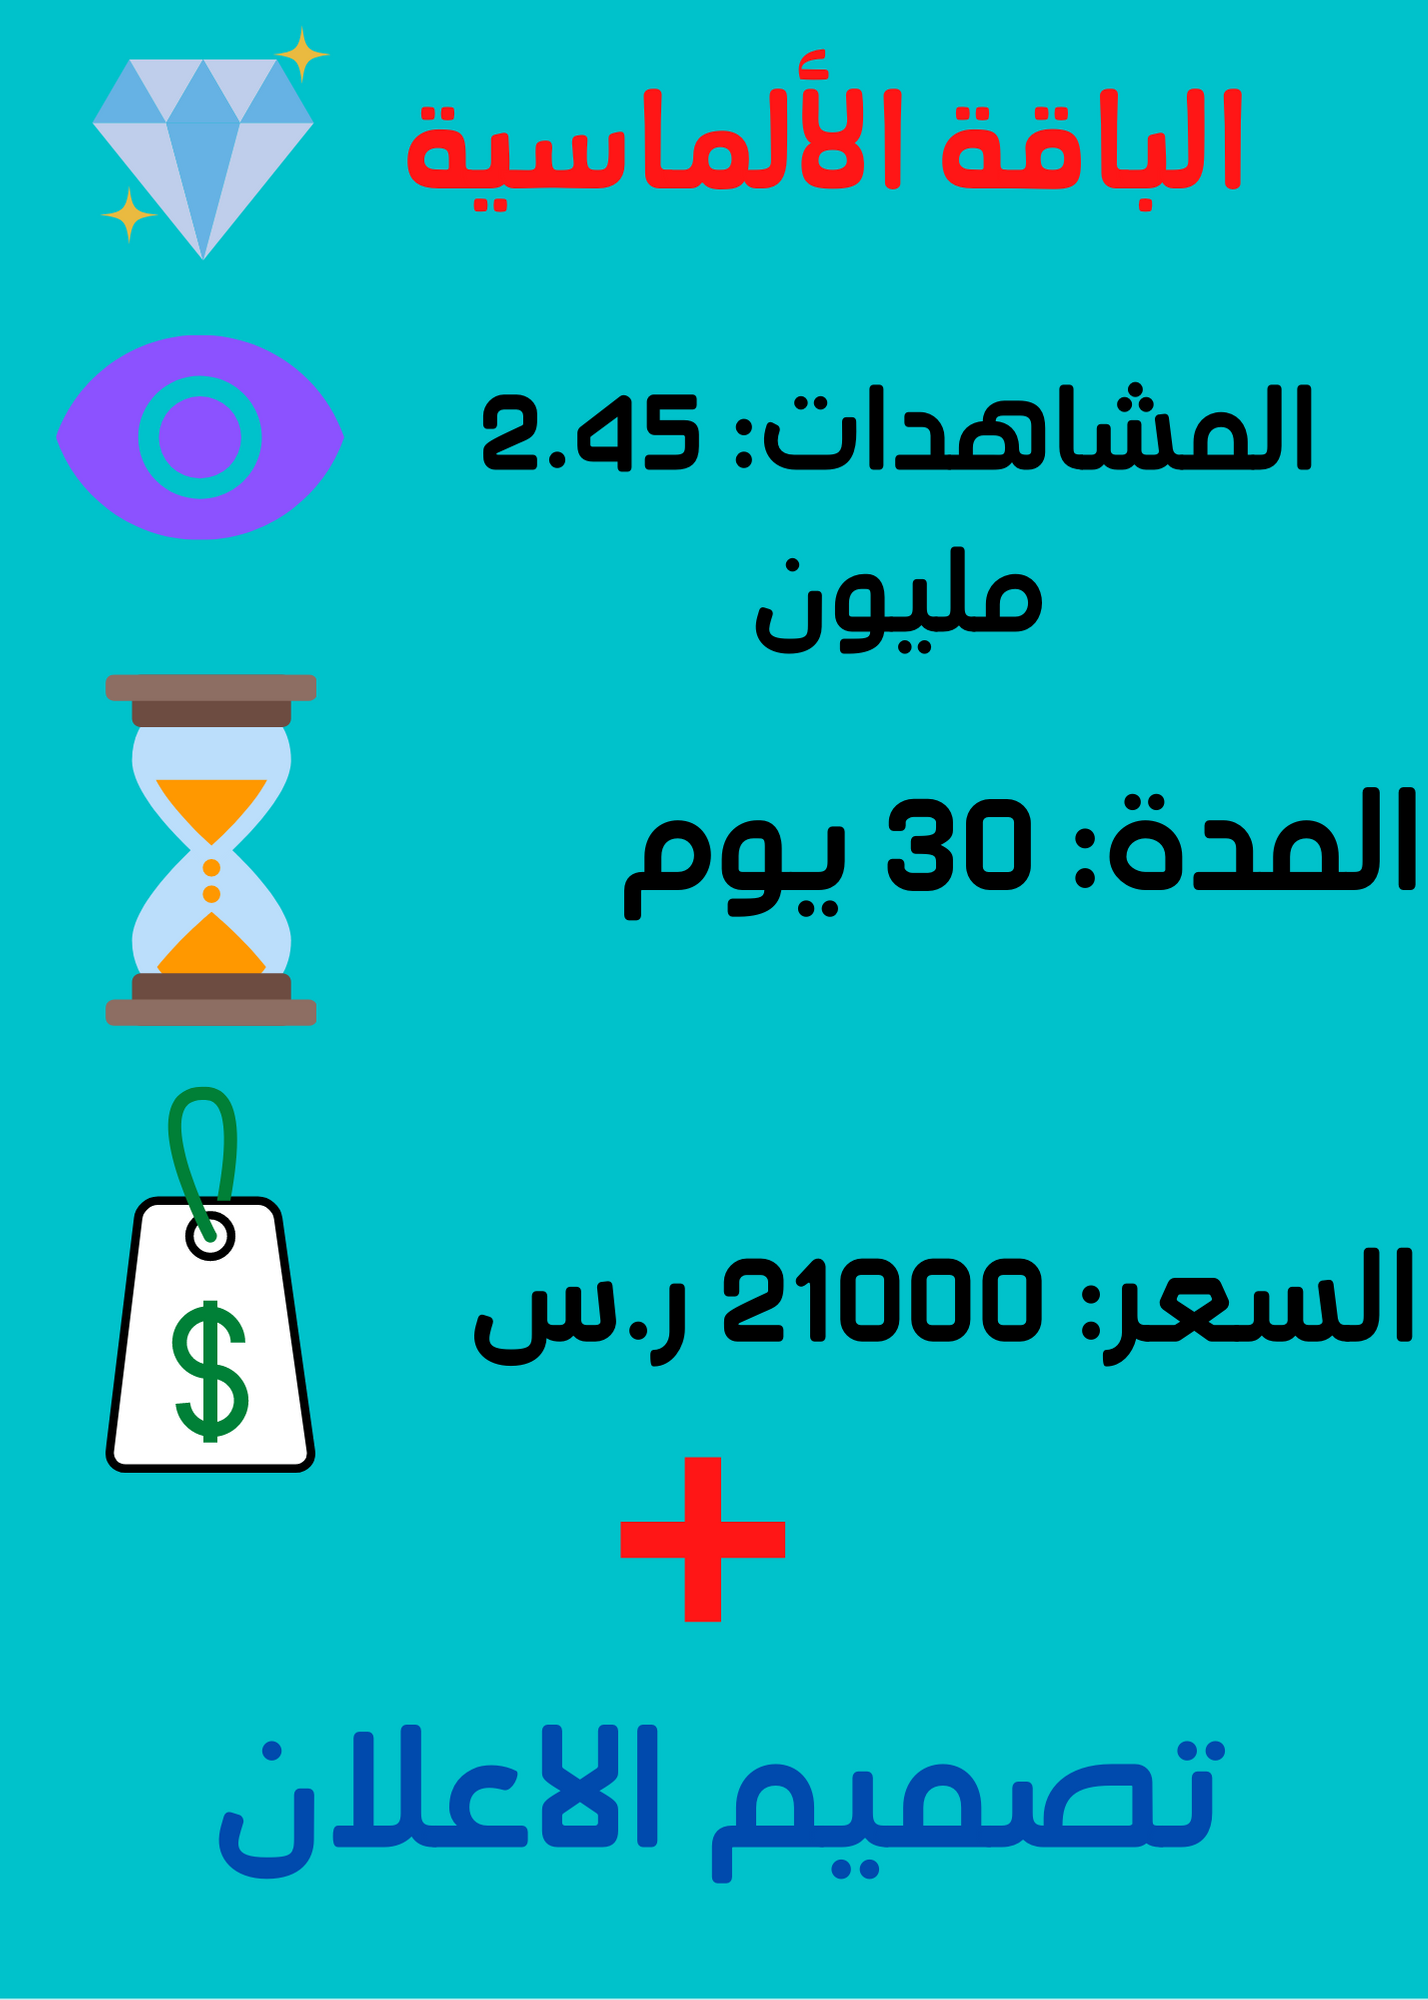 الباقة الألماسية
المشاهدات: 2.45
مليون
المدة: 30 يوم
السعر: 21000 ر.س
$
+
تصميم الاعلان